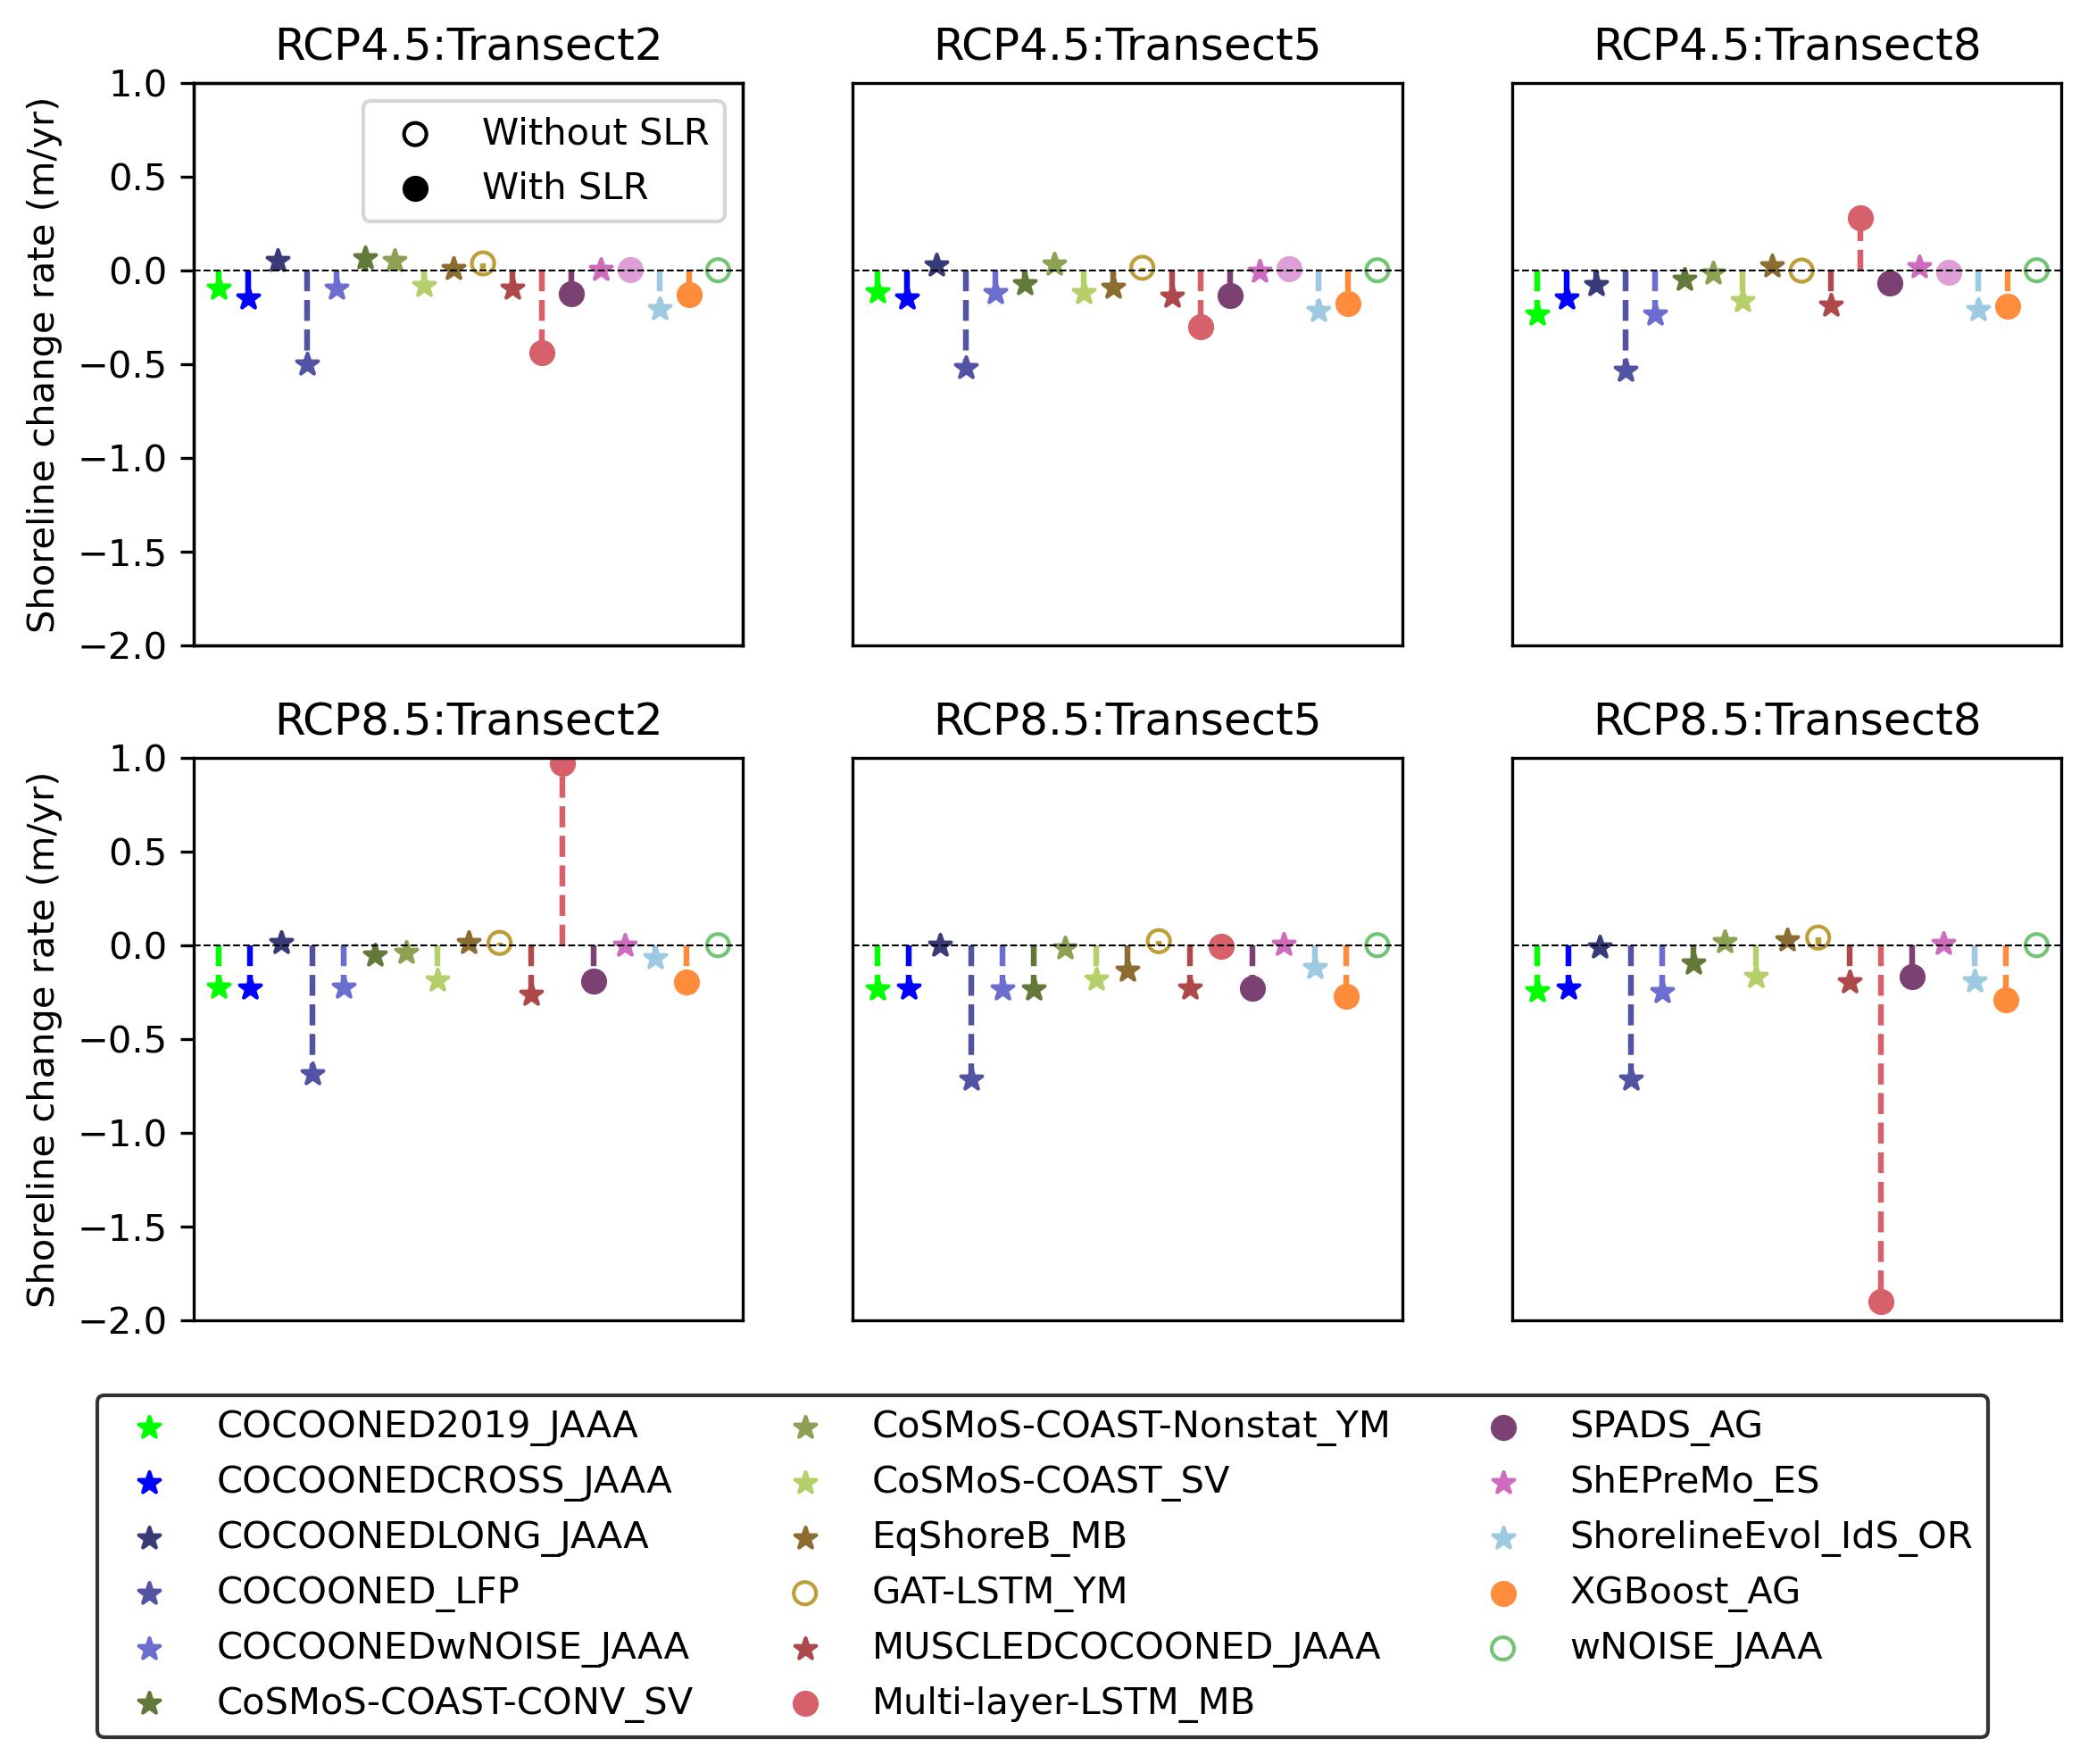 RCP4.5:Transect2
RCP4.5:Transect5
RCP4.5:Transect8
Shoreline change rate (m/yr)
1.0
0.5
0.0
−0.5
−1.0
−1.5
−2.0
Without SLR
With SLR
RCP8.5:Transect2
RCP8.5:Transect5
RCP8.5:Transect8
Shoreline change rate (m/yr)
1.0
0.5
0.0
−0.5
−1.0
−1.5
−2.0
COCOONED2019_JAAA
COCOONEDCROSS_JAAA
COCOONEDLONG_JAAA
COCOONED_LFP
COCOONEDwNOISE_JAAA
CoSMoS-COAST-CONV_SV
CoSMoS-COAST-Nonstat_YM
CoSMoS-COAST_SV
EqShoreB_MB
GAT-LSTM_YM
MUSCLEDCOCOONED_JAAA
Multi-layer-LSTM_MB
SPADS_AG
ShEPreMo_ES
ShorelineEvol_IdS_OR
XGBoost_AG
wNOISE_JAAA